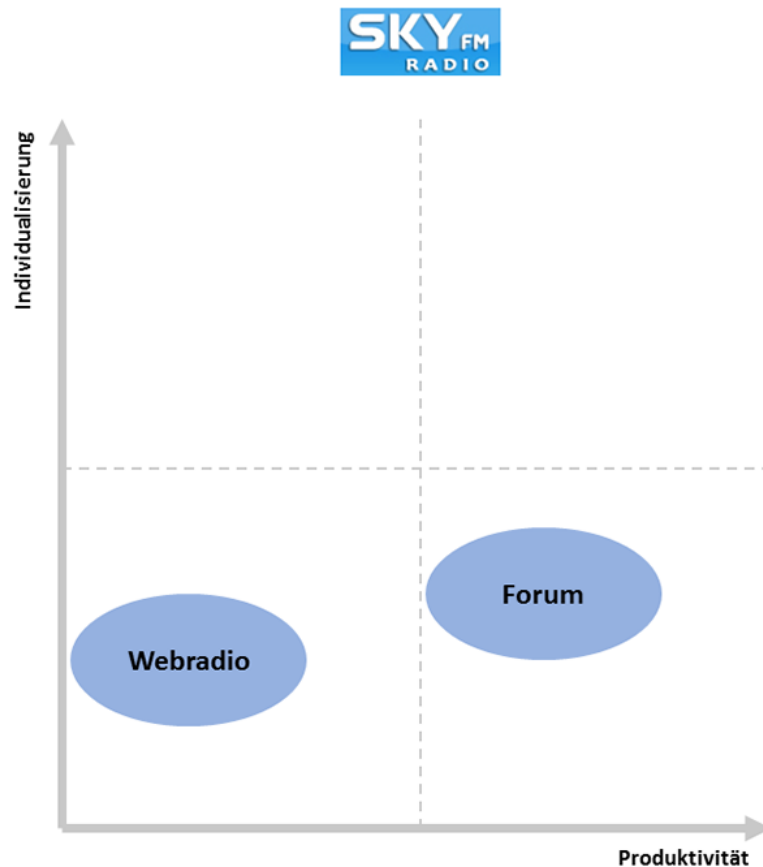 SKY FM
RADIO
Individualisierung
Forum
Webradio
Produktivität